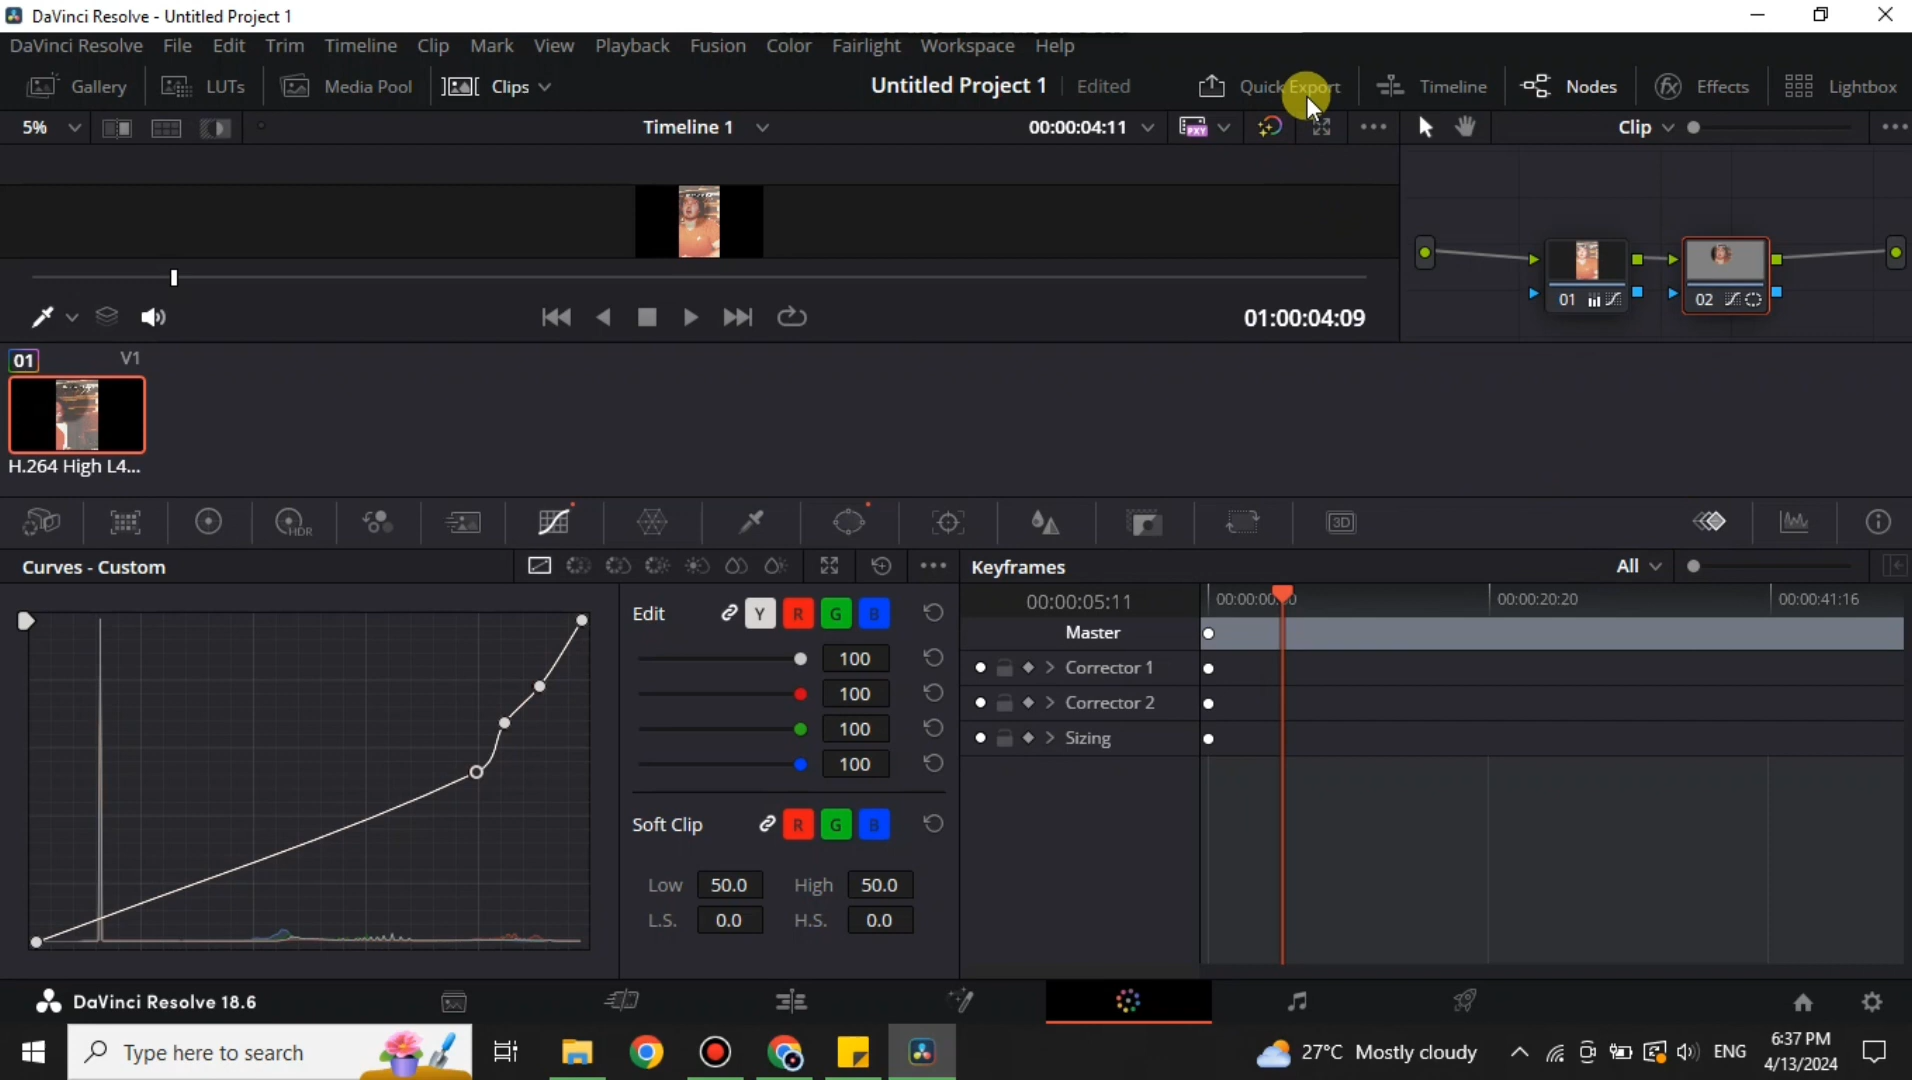 DaVinci Resolve - Untitled Project 1
DaVinci Resolve File Edit Trim Timeline Clip Mark View Playback Fusion Color Fairlight Workspace Help
Gallery LUTs Media Pool Clips Untitled Project 1 Edited Quick Export Timeline Nodes Effects Lightbox
5% Timeline 1 00:00:04:11 PXY Clip
01 02
01:00:04:09
01 V1
H.264 High L4...
HDR 3D
Curves - Custom Keyframes All
Edit Y R G B 00:00:05:11 00:00:20:20 00:00:41:16
Master
100 Corrector 1
100 Corrector 2
100 Sizing
100
Soft Clip R G B
Low 50.0 High 50.0
L.S. 0.0 H.S. 0.0
DaVinci Resolve 18.6
Type here to search 27°C Mostly cloudy ENG 6:37 PM
4/13/2024